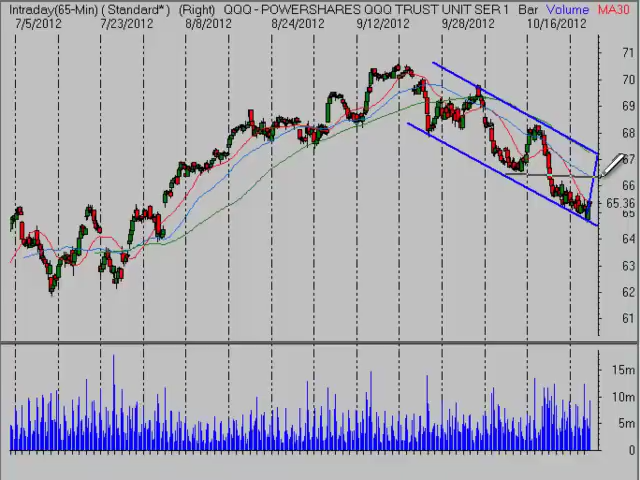 Intraday(65-Min) ( Standard* ) (Right) QQQ - POWERSHARES QQQ TRUST UNIT SER 1 Bar Volume MA30
7/5/2012 7/23/2012 8/8/2012 8/24/2012 9/12/2012 9/28/2012 10/16/2012
71
70
69
68
67
66
65.36
65
64
63
62
61
15m
10m
5m
0